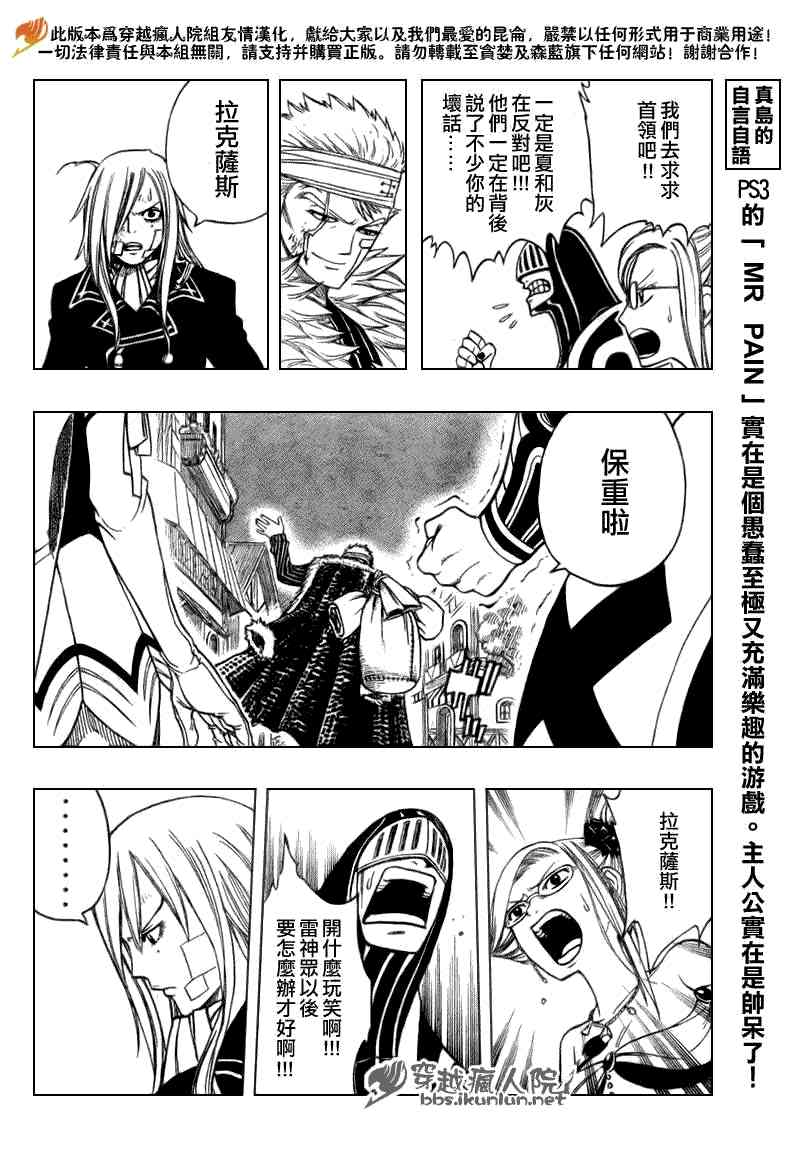 此版本爲穿越瘋人院組友情漢化，獻給大家以及我們最愛的昆侖，嚴禁以任何形式用于商業用途！
一切法律責任與本組無關，請支持并購買正版。請勿轉載至貪婪及森藍旗下任何網站！謝謝合作！
真島的
自言自語
PS3的「MR PAIN」實在是個愚蠢至極又充滿樂趣的游戲。主人公實在是帥呆了！
我們去求求
首領吧!!
一定是夏和灰
在反對吧!!!
他們一定在背後
說了不少你的
壞話……
拉克薩斯
保重啦
拉克薩斯!!
開什麼玩笑啊!!!
雷神眾以後
要怎麼辦才好啊!!!
……
穿越瘋人院
bbs.ikunlun.net